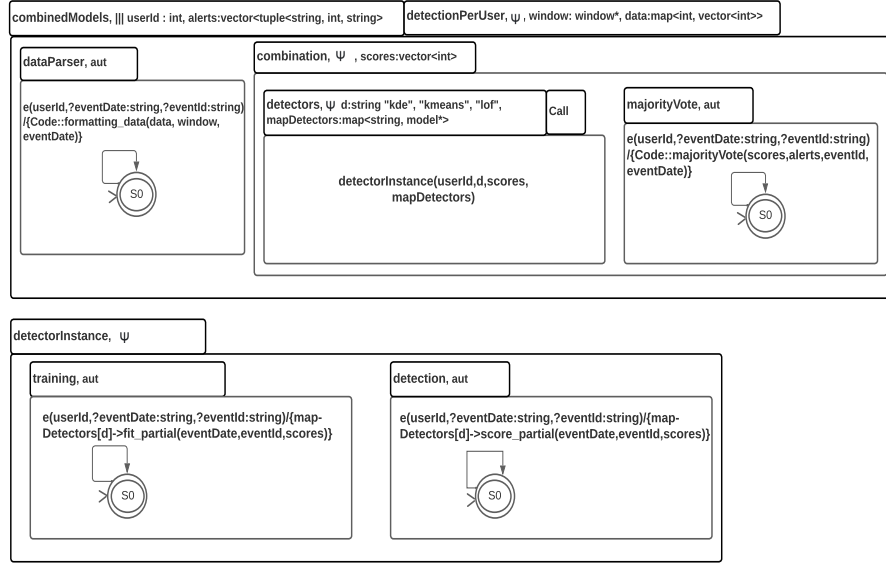 combinedModels, ||| userId : int, alerts:vector<tuple<string, int, string>
detectionPerUser, Ψ , window: window*, data:map<int, vector<int>>
dataParser, aut
e(userId,?eventDate:string,?eventId:string)
/{Code::formatting_data(data, window,
eventDate)}
S0
combination, Ψ , scores:vector<int>
detectors, Ψ d:string "kde", "kmeans", "lof",
mapDetectors:map<string, model*>
Call
detectorInstance(userId,d,scores,
mapDetectors)
majorityVote, aut
e(userId,?eventDate:string,?eventId:string)
/{Code::majorityVote(scores,alerts,eventId,
eventDate)}
S0
detectorInstance, Ψ
training, aut
e(userId,?eventDate:string,?eventId:string)/{map-
Detectors[d]->fit_partial(eventDate,eventId,scores)}
S0
detection, aut
e(userId,?eventDate:string,?eventId:string)/{map-
Detectors[d]->score_partial(eventDate,eventId,scores)}
S0